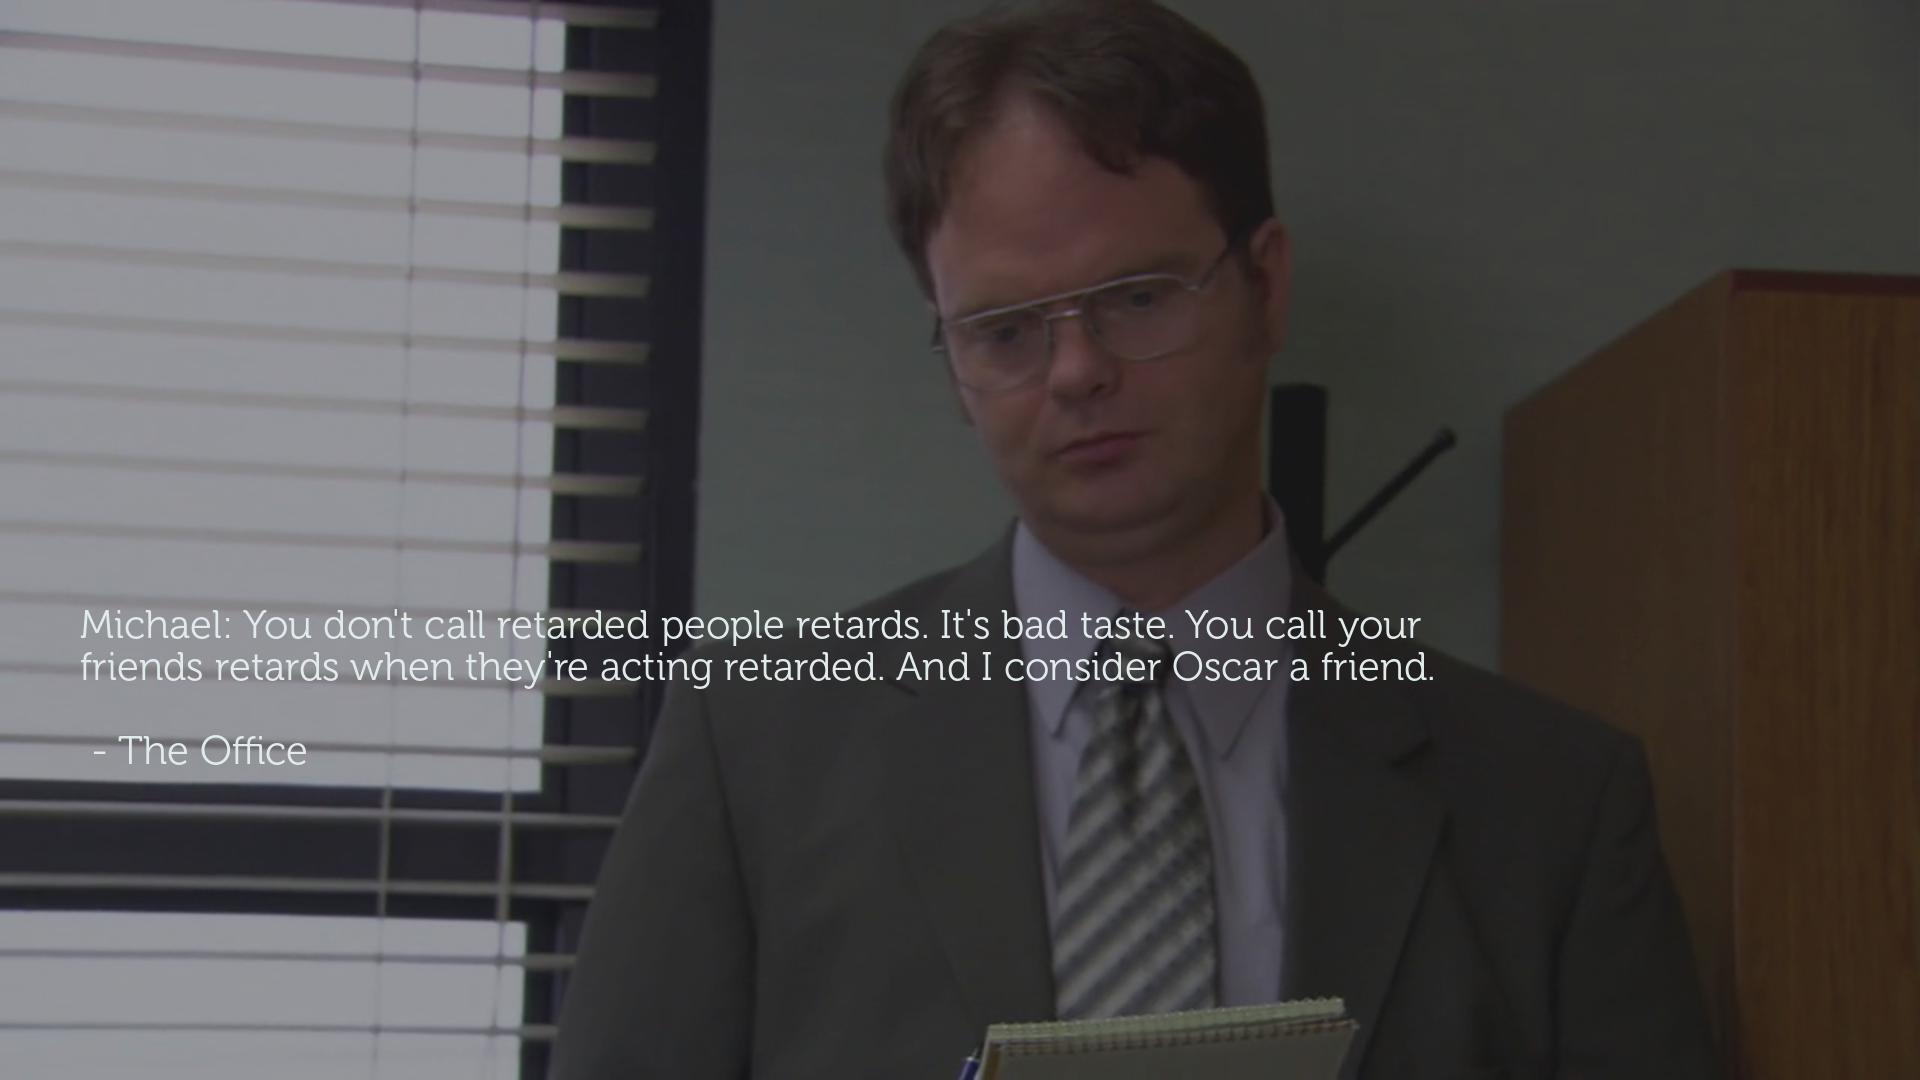 Michael: You don't call retarded people retards. It's bad taste. You call your
friends retards when they're acting retarded. And I consider Oscar a friend.
- The Office